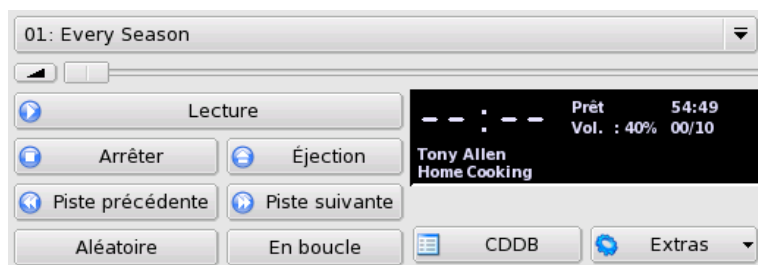 01: Every Season
Lecture
Arrêter Éjection
Piste précédente Piste suivante
Aléatoire En boucle
--:-- Prêt 54:49
Vol. : 40% 00/10
Tony Allen
Home Cooking
CDDB Extras